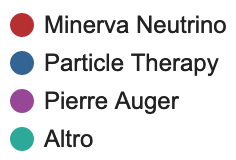 Minerva Neutrino
Particle Therapy
Pierre Auger
Altro